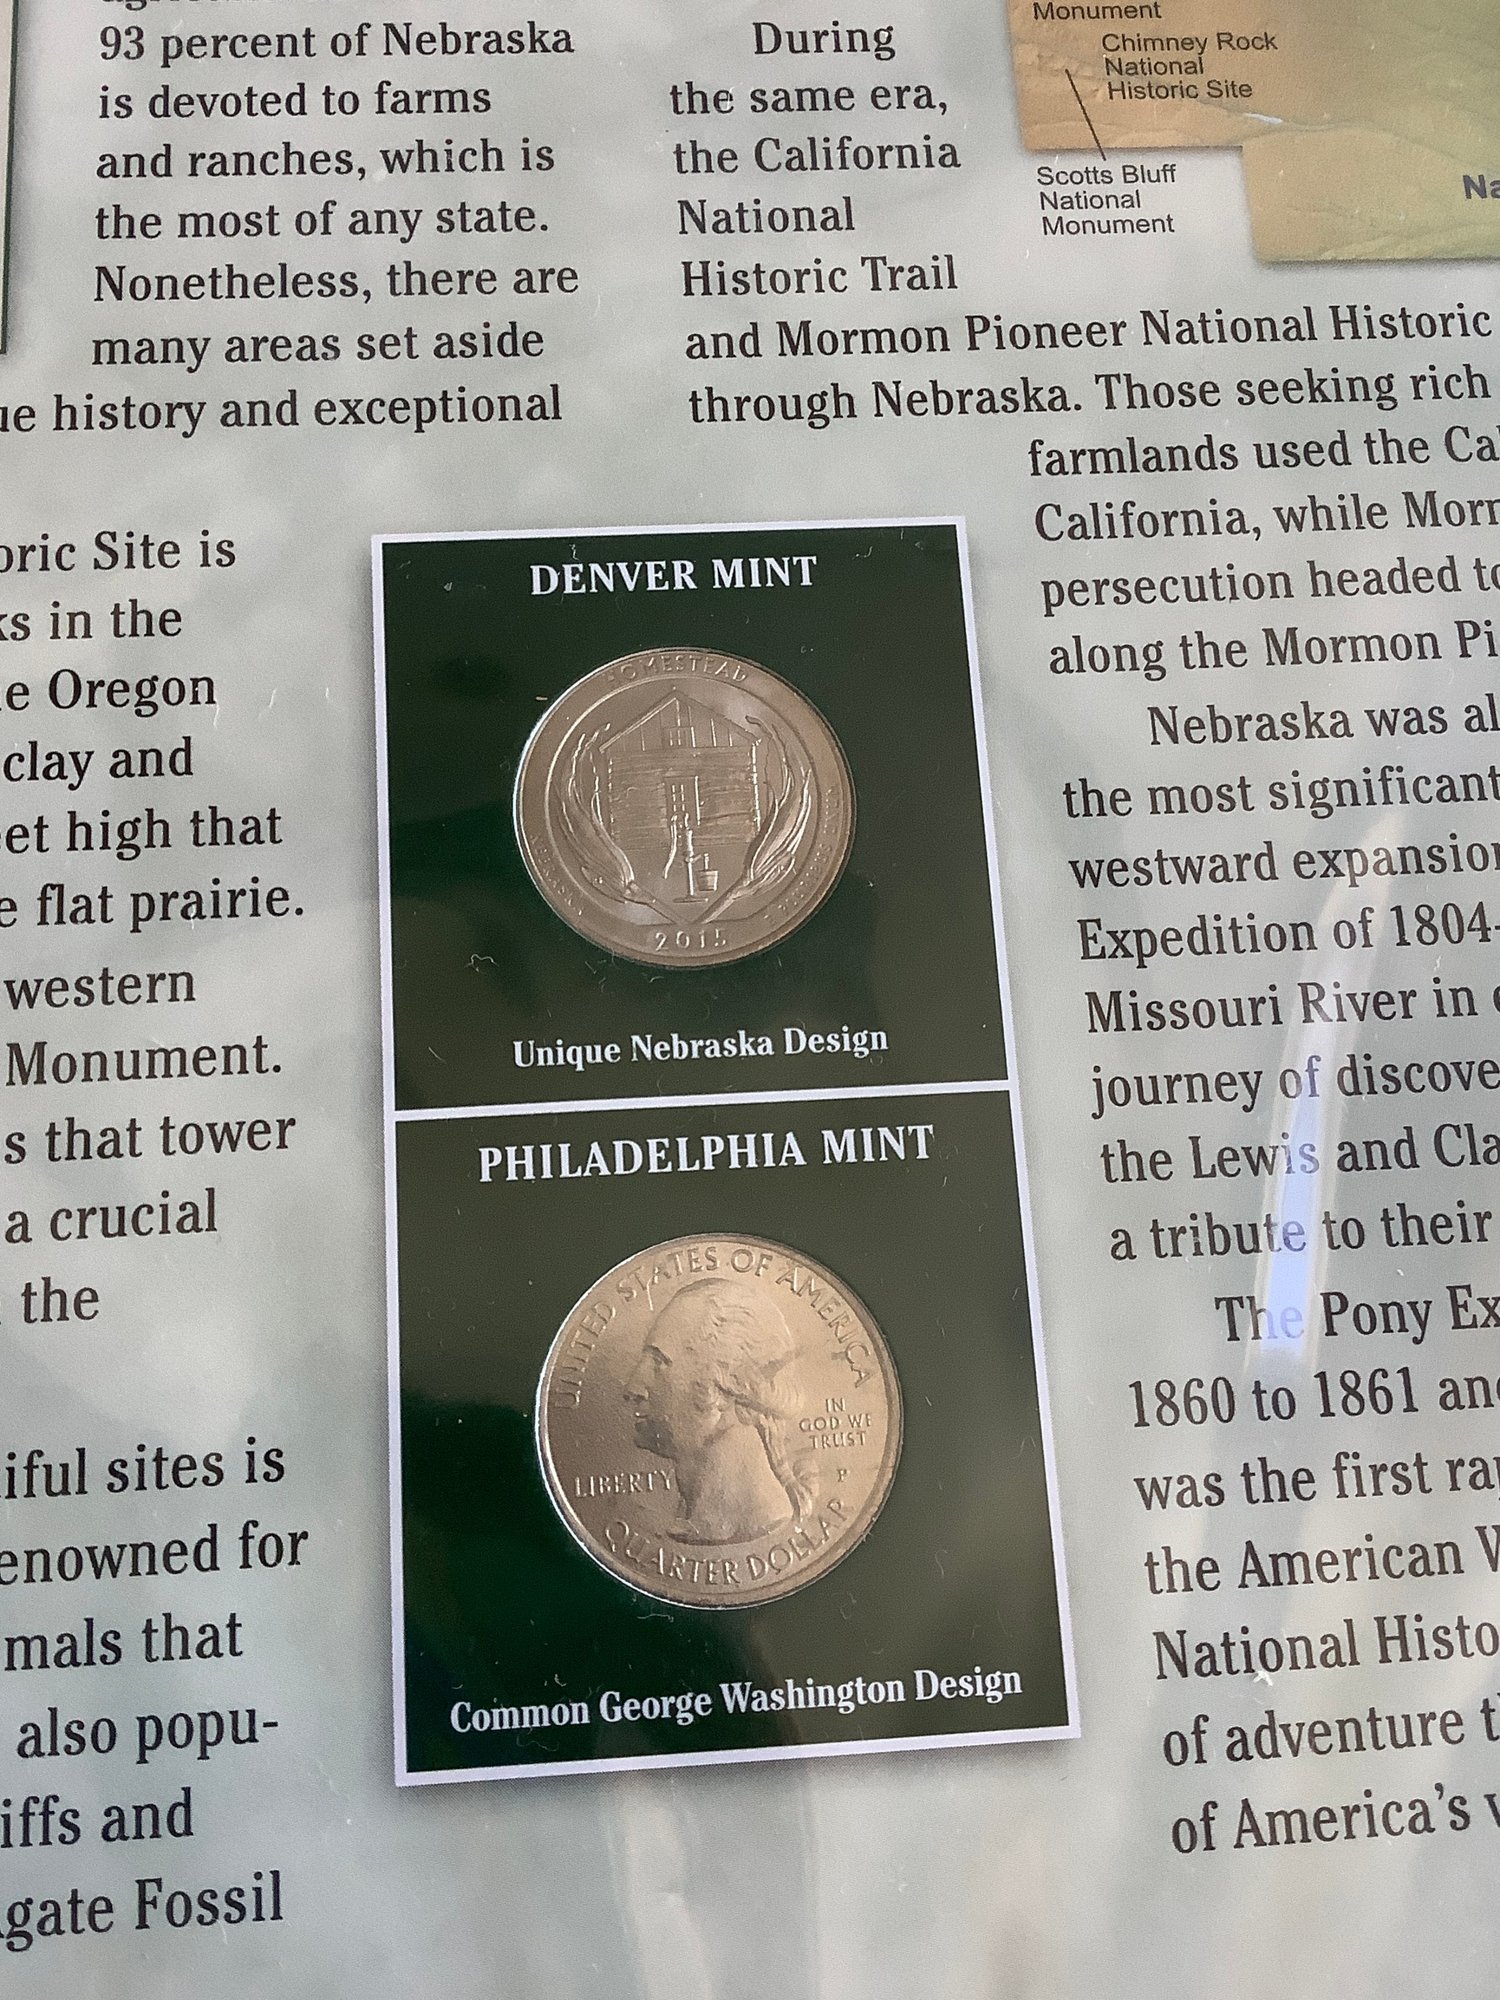 93 percent of Nebraska
is devoted to farms
and ranches, which is
the most of any state.
Nonetheless, there are
many areas set aside
history and exceptional
Site is
in the
Oregon
clay and
high that
flat prairie.
western
Monument.
that tower
a crucial
the
sites is
for
that
also popu-
and
Fossil
DENVER MINT
HOMESTEAD
NEBRASKA
2015
E PLURIBUS UNUM
Unique Nebraska Design
PHILADELPHIA MINT
UNITED STATES OF AMERICA
IN
GOD WE
TRUST
LIBERTY
P
QUARTER DOLLAR
Common George Washington Design
During
the same era,
the California
National
Historic Trail
and Mormon Pioneer National Historic
through Nebraska. Those seeking rich
farmlands used the
California, while
persecution headed
along the Mormon
Nebraska was
the most significant
westward
Expedition of 1804-
Missouri River in
journey of
the Lewis and
a tribute to their
The Pony
1860 to 1861
was the first
the American
National
of adventure
of America's
Monument
Chimney Rock
National
Historic Site
Scotts Bluff
National
Monument